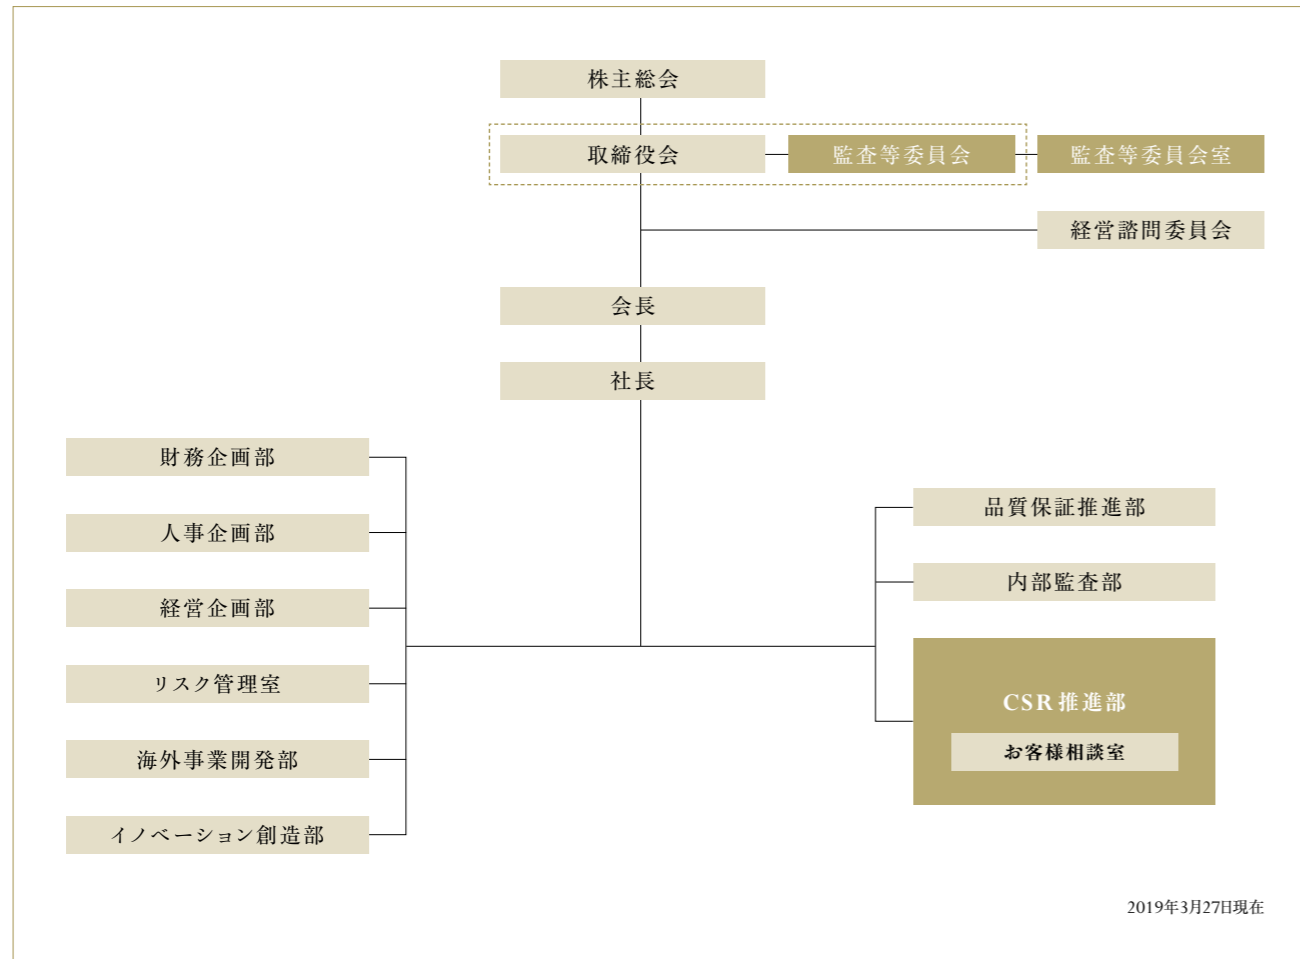 株主総会
取締役会
監査等委員会
監査等委員会室
経営諮問委員会
会長
社長
財務企画部
人事企画部
経営企画部
リスク管理室
海外事業開発部
イノベーション創造部
品質保証推進部
内部監査部
CSR推進部
お客様相談室
2019年3月27日現在